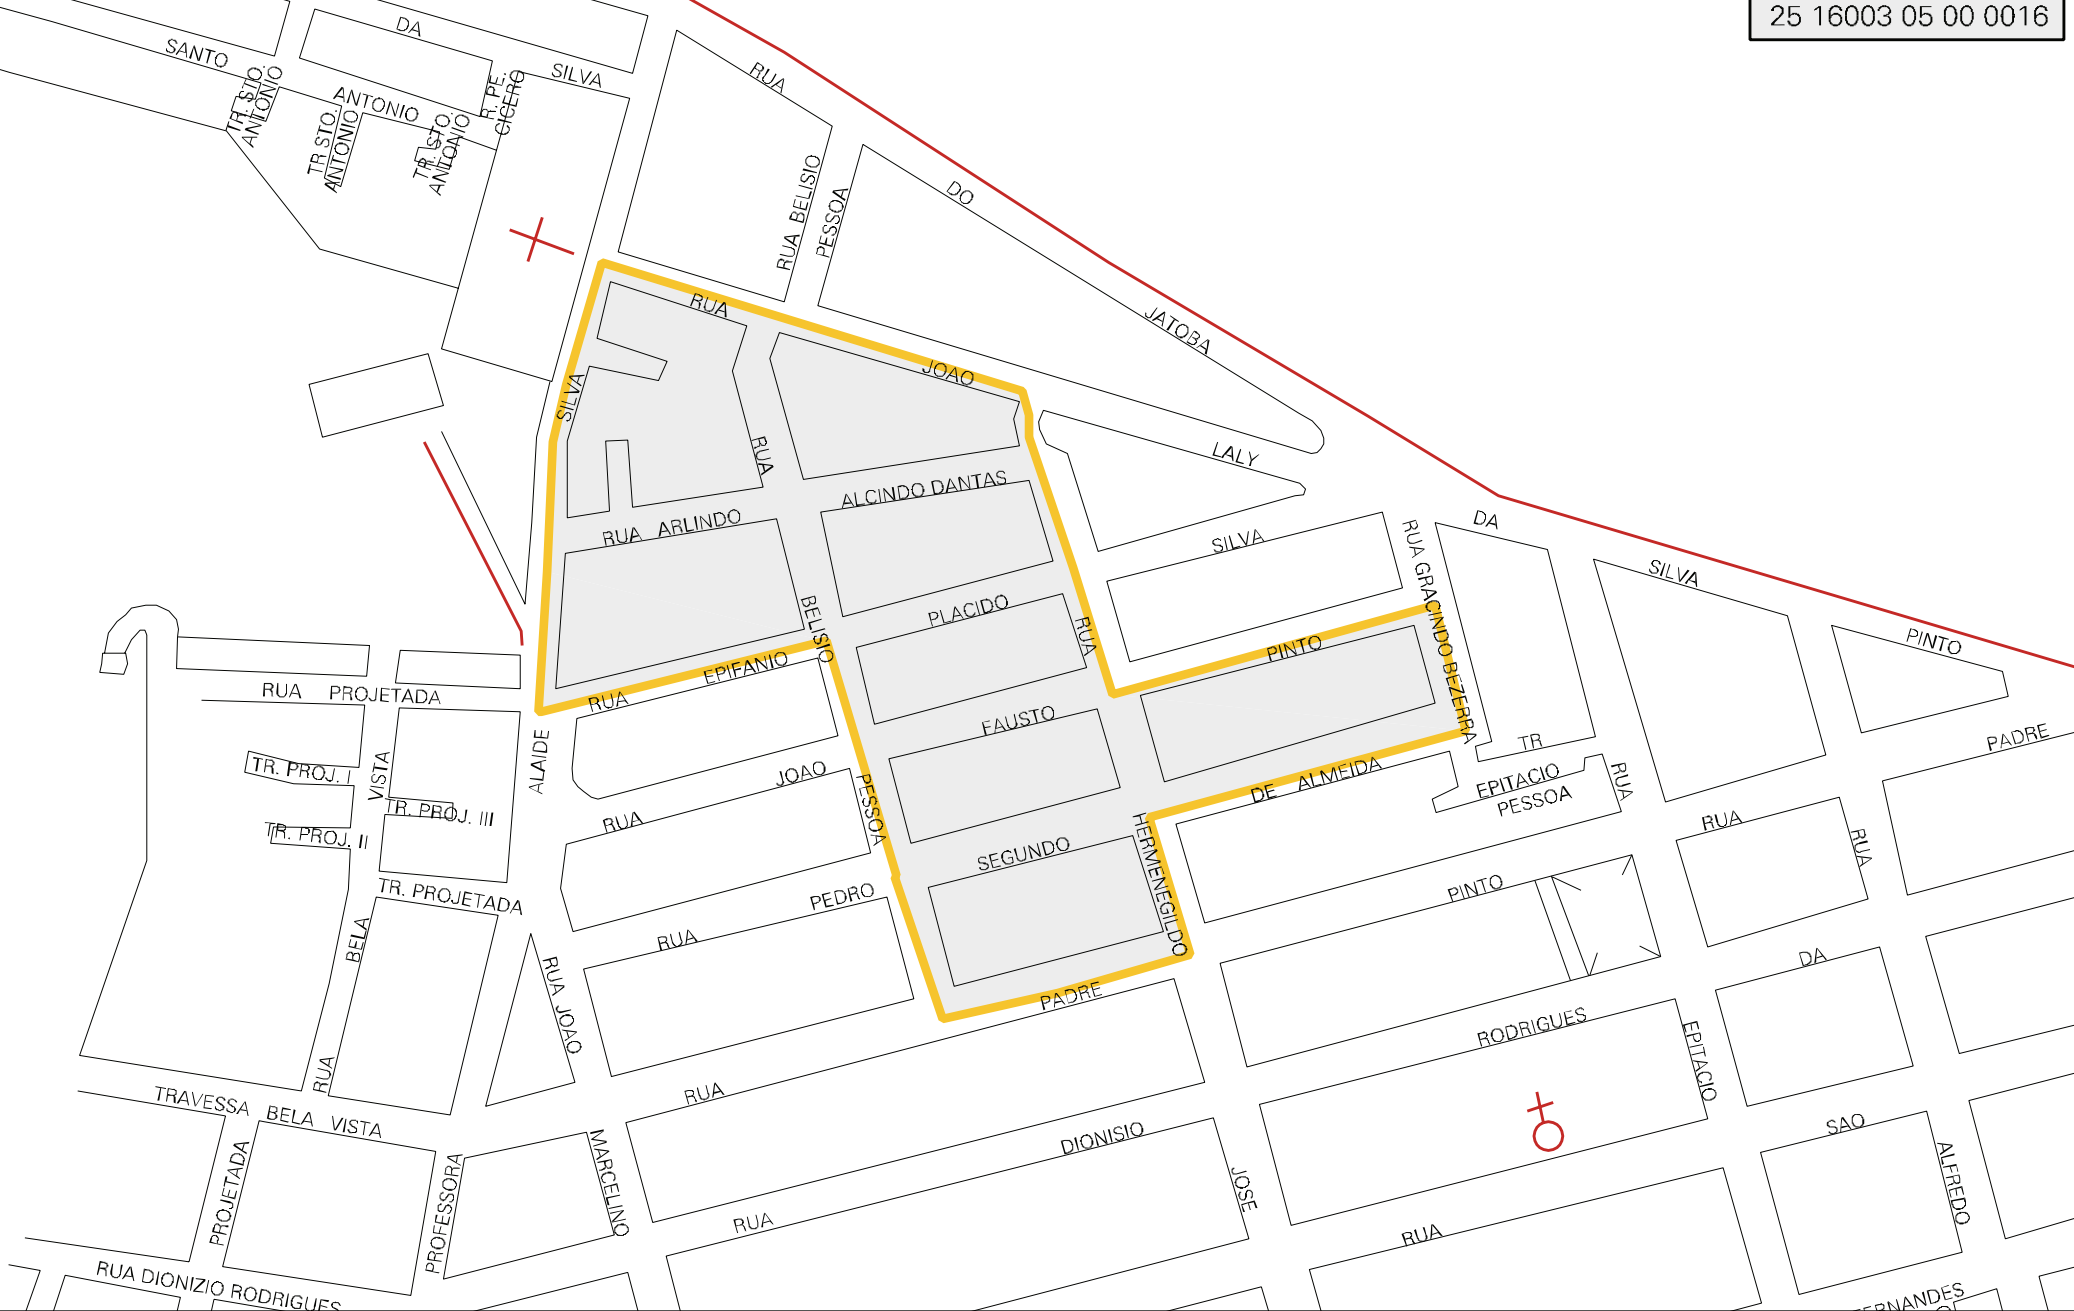 25 16003 05 00 0016
DA
SANTO
SILVA
RUA
TR. STO.
ANTONIO
ANTONIO
TR. PE.
CICERO
TR STO.
ANTONIO
TR. STO.
ANTONIO
RUA BELISIO
PESSOA
DO
JATOBA
RUA
JOAO
LALY
SILVA
RUA
ALCINDO DANTAS
RUA ARLINDO
SILVA
DA
SILVA
PINTO
RUA GRACINDO BEZERRA
BELISIO
PLACIDO
RUA
PINTO
EPIFANIO
RUA
RUA PROJETADA
FAUSTO
PADRE
TR
EPITACIO
PESSOA
RUA
ALAIDE
VISTA
TR. PROJ. I
TR. PROJ. III
TR. PROJ. II
JOAO
RUA
PESSOA
DE ALMEIDA
HERMENEGILDO
SEGUNDO
RUA
RUA
TR. PROJETADA
PEDRO
RUA
PINTO
BELA
RUA JOAO
PADRE
DA
RODRIGUES
EPITACIO
RUA
RUA
TRAVESSA BELA VISTA
DIONISIO
SAO
MARCELINO
PROJETADA
PROFESSORA
JOSE
ALFREDO
RUA
RUA
RUA DIONIZIO RODRIGUES